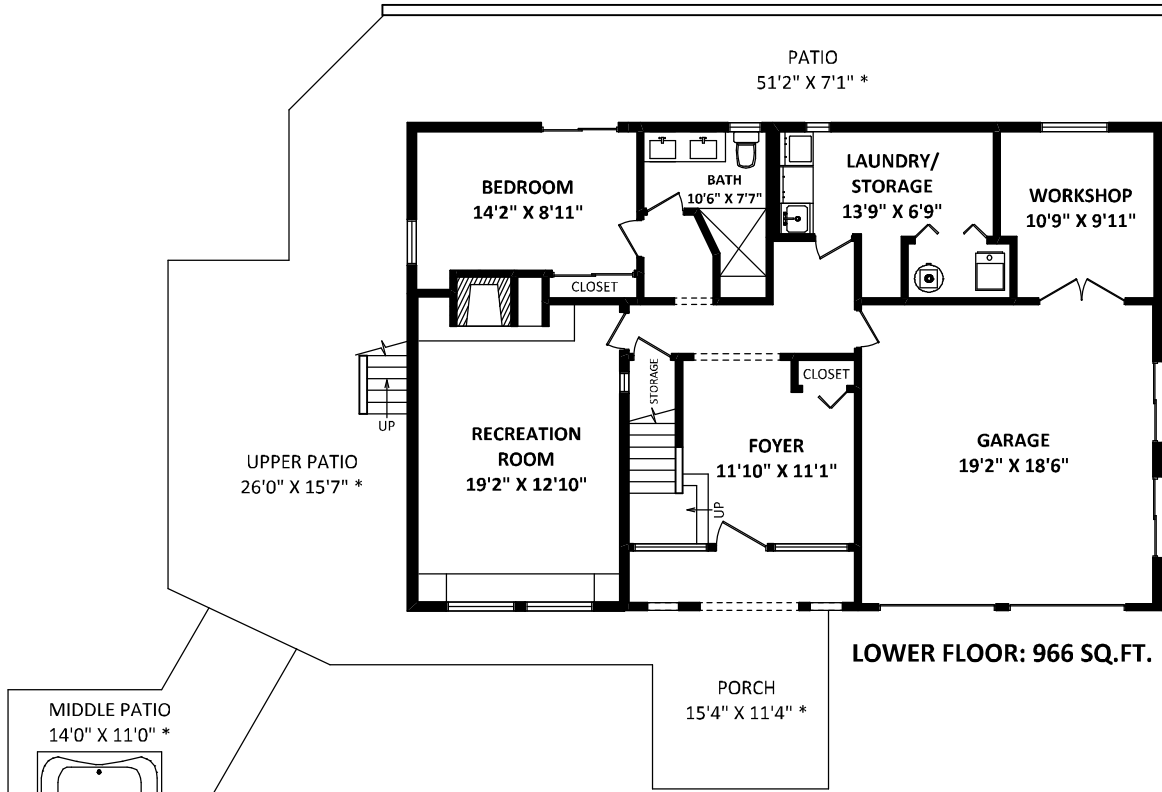 PATIO
51'2" X 7'1" *
BEDROOM
14'2" X 8'11"
BATH
10'6" X 7'7"
LAUNDRY/
STORAGE
13'9" X 6'9"
WORKSHOP
10'9" X 9'11"
CLOSET
STORAGE
CLOSET
UP
RECREATION
ROOM
19'2" X 12'10"
FOYER
11'10" X 11'1"
GARAGE
19'2" X 18'6"
UPPER PATIO
26'0" X 15'7" *
UP
LOWER FLOOR: 966 SQ.FT.
PORCH
15'4" X 11'4" *
MIDDLE PATIO
14'0" X 11'0" *